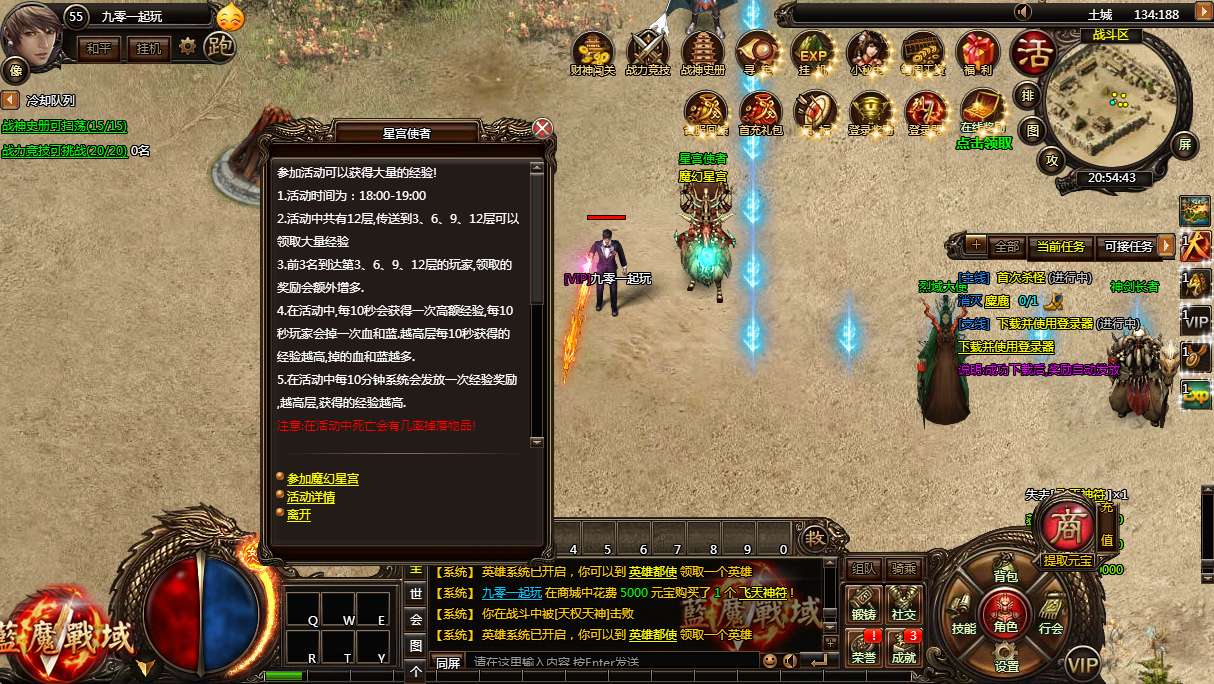 55 九零一起玩
和平 挂机 跑
像
冷却队列
战神史册可扫荡(15/15)
战力竞技可挑战(20/20) 0名
土城 134:188
战斗区
财神闯关 战力竞技 战神史册 挂 机 福 利
活
首充礼包
点击领取
排
图
攻
屏
20:54:43
星宫使者
参加活动可以获得大量的经验!
1.活动时间为：18:00-19:00
2.活动中共有12层,传送到3、6、9、12层可以
领取大量经验
3.前3名到达第3、6、9、12层的玩家,领取的
奖励会额外增多.
4.在活动中,每10秒会获得一次高额经验,每10
秒玩家会掉一次血和蓝.越高层每10秒获得的
经验越高,掉的血和蓝越多.
5.在活动中每10分钟系统会发放一次经验奖励
,越高层,获得的经验越高.
注意:在活动中死亡会有几率掉落物品!
参加魔幻星宫
活动详情
离开
星宫使者
魔幻星宫
[VIP]九零一起玩
+ 全部 当前任务 可接任务
[主线] 首次杀怪 (进行中)
消灭 麋鹿 0/1
[支线] 下载并使用登录器 (进行中)
下载并使用登录器
说明:成功下载后,奖励自动发放
神剑长者
VIP
商
充值
提取元宝
4 5 6 7 8 9 0
救
Q W E
R T Y
世
会
图
个
【系统】 英雄系统已开启，你可以到 英雄都使 领取一个英雄
【系统】 九零一起玩 在商城中花费 5000 元宝购买了 1 个 飞天神符！
【系统】 你在战斗中被[天权天神]击败
【系统】 英雄系统已开启，你可以到 英雄都使 领取一个英雄
同屏 请在这里输入内容,按Enter发送
组队 骑乘
锻铸 社交
荣誉 成就
! 3
背包
技能 角色 行会
设置
VIP
藍魔戰域
藍魔戰域